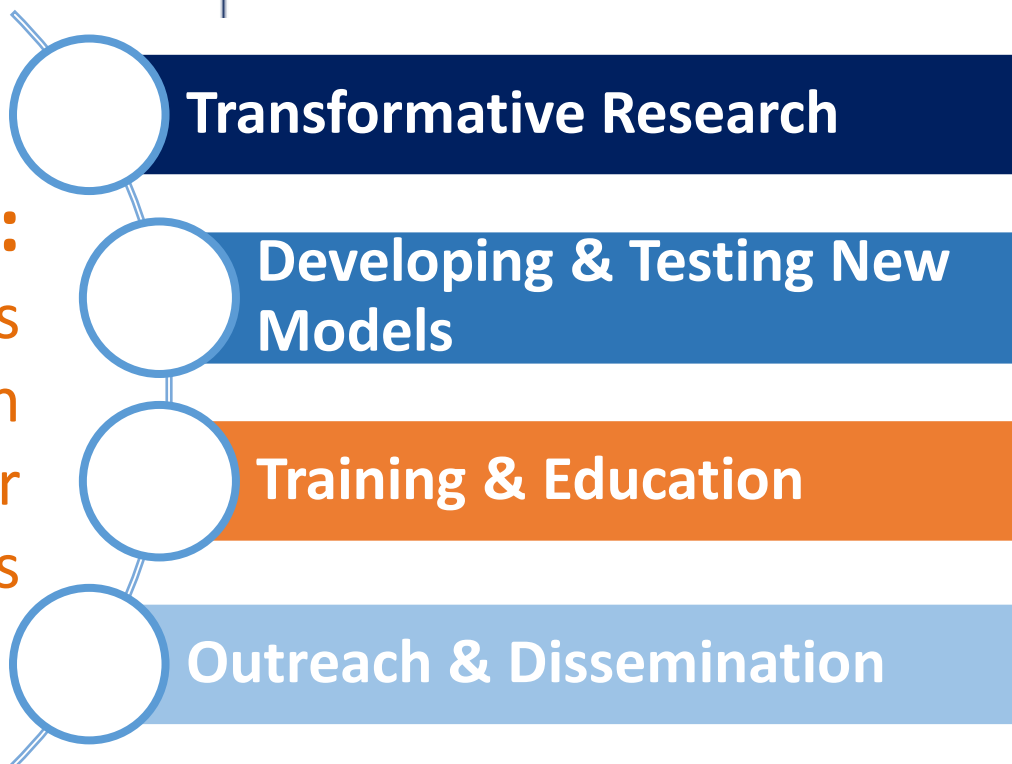 Transformative Research
:
Developing & Testing New
Models
s
n
r
Training & Education
s
Outreach & Dissemination